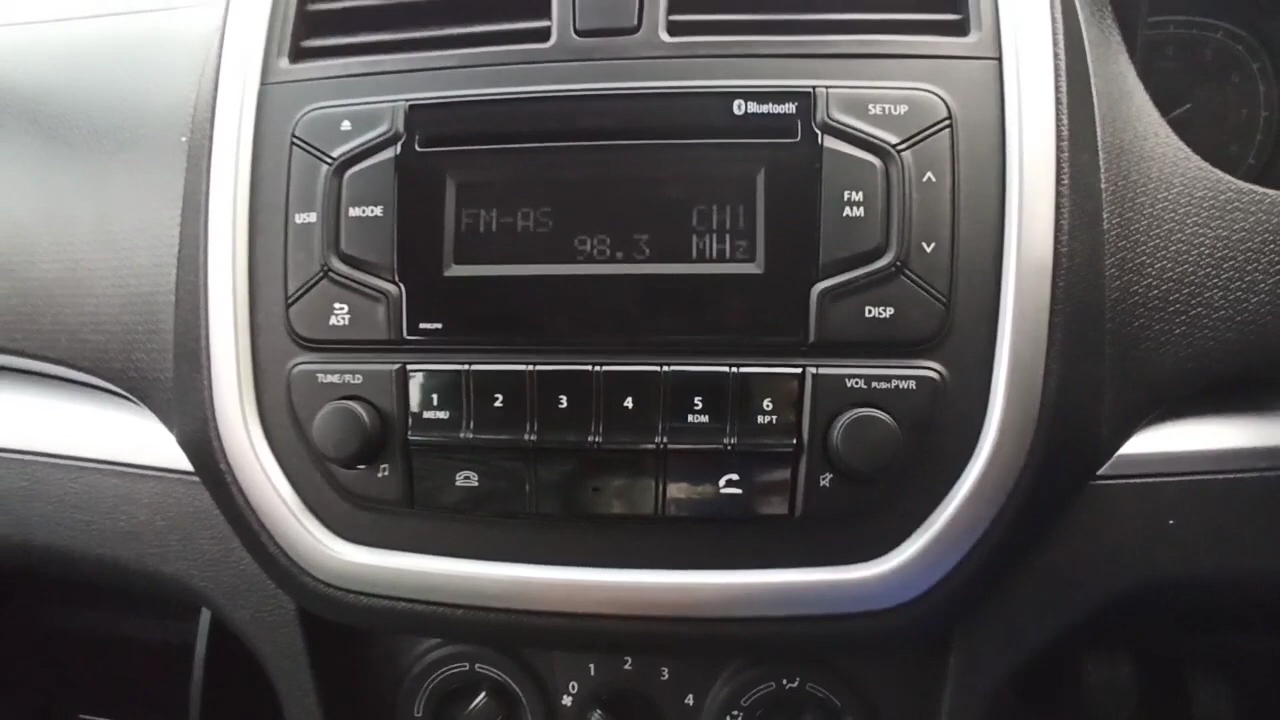 Bluetooth
SETUP
USB
MODE
FM-AS CH1
98.3 MHz
FM
AM
AST
DISP
TUNE/FLD
1
MENU
2
3
4
5
RDM
6
RPT
VOL PUSH PWR
0
1
2
3
4